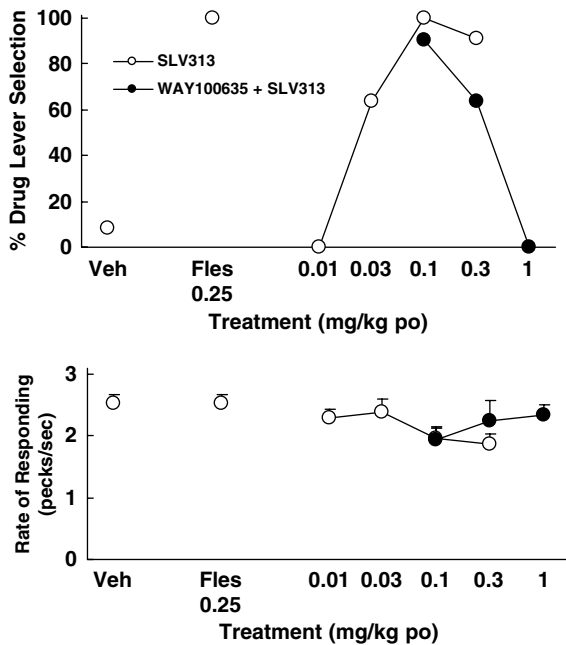 % Drug Lever Selection
100
80
60
40
20
0
SLV313
WAY100635 + SLV313
Veh Fles 0.01 0.03 0.1 0.3 1
0.25
Treatment (mg/kg po)
Rate of Responding
(pecks/sec)
3
2
1
0
Veh Fles 0.01 0.03 0.1 0.3 1
0.25
Treatment (mg/kg po)